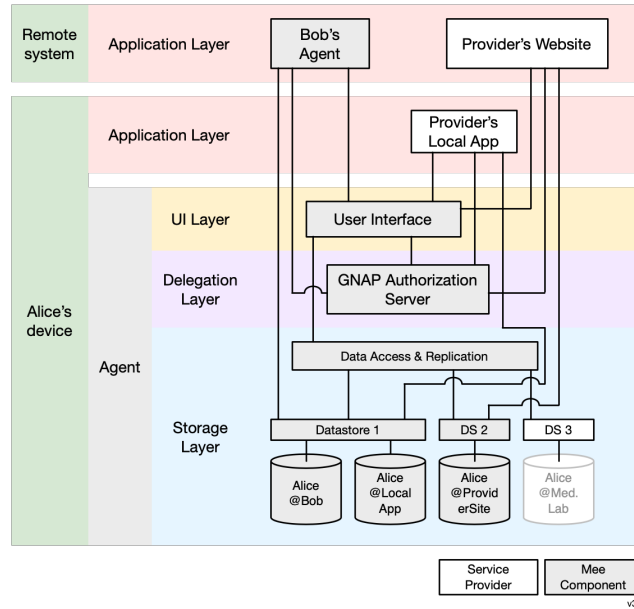 Remote
system
Application Layer
Bob's
Agent
Provider's Website
Application Layer
Provider's
Local App
UI Layer
User Interface
Delegation
Layer
GNAP Authorization
Server
Alice's
device
Agent
Data Access & Replication
Storage
Layer
Datastore 1
DS 2
DS 3
Alice
@Bob
Alice
@Local
App
Alice
@Provid
erSite
Alice
@Med.
Lab
Service
Provider
Mee
Component